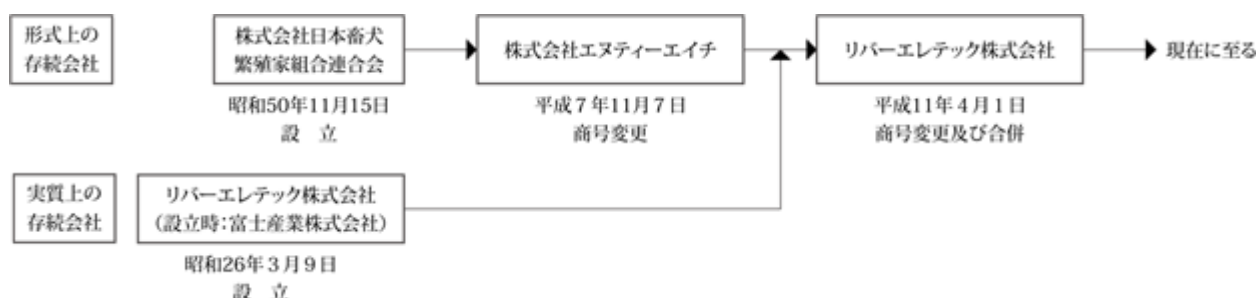 形式上の
存続会社
株式会社日本畜犬
繁殖家組合連合会
昭和50年11月15日
設 立
株式会社エヌティーエイチ
平成7年11月7日
商号変更
リバーエレテック株式会社
平成11年4月1日
商号変更及び合併
現在に至る
実質上の
存続会社
リバーエレテック株式会社
(設立時:富士産業株式会社)
昭和26年3月9日
設 立